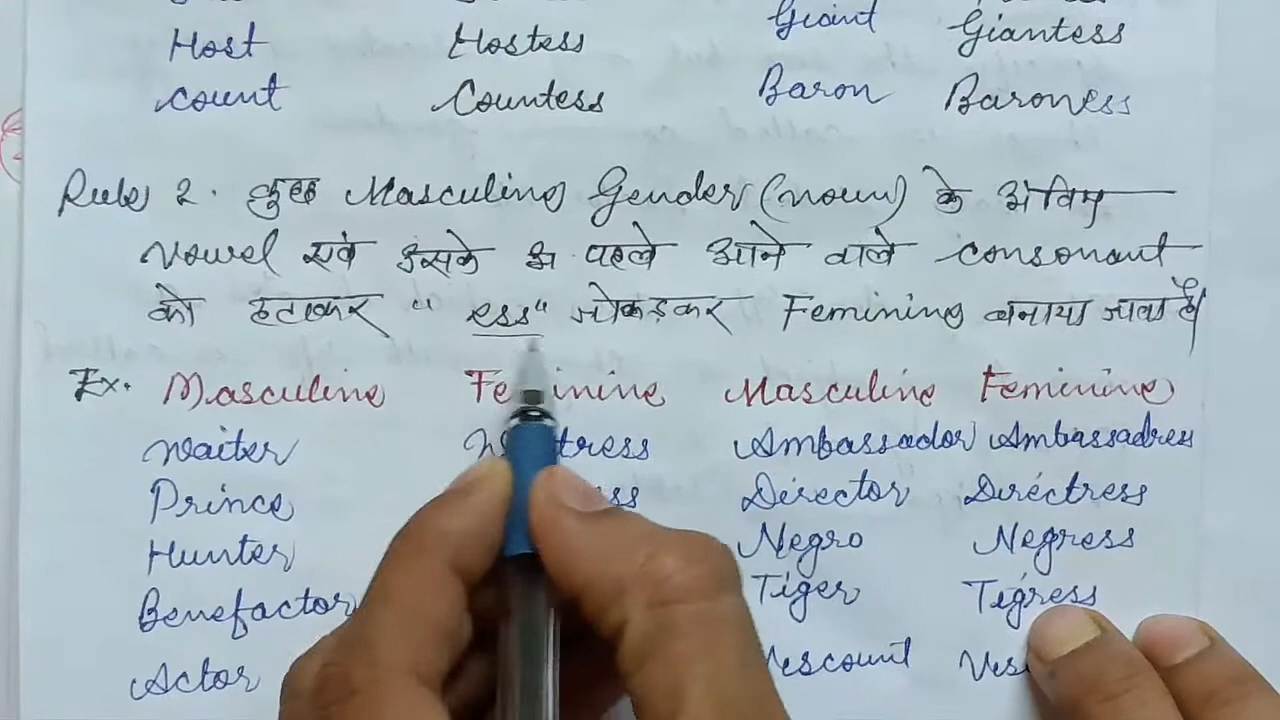 Host Hostess Giant Giantess
Count Countess Baron Baroness
Rule 2. कुछ Masculine Gender (noun) के अंतिम
vowel एवं उसके पहले आने वाले consonant
को हटाकर "ess" जोकड़कर Feminine बनाया जाता है।
Ex. Masculine Feminine Masculine Feminine
Waiter Ambassador Ambassadress
Prince Director Directress
Hunter Negro Negress
Benefactor Tiger Tigress
Actor